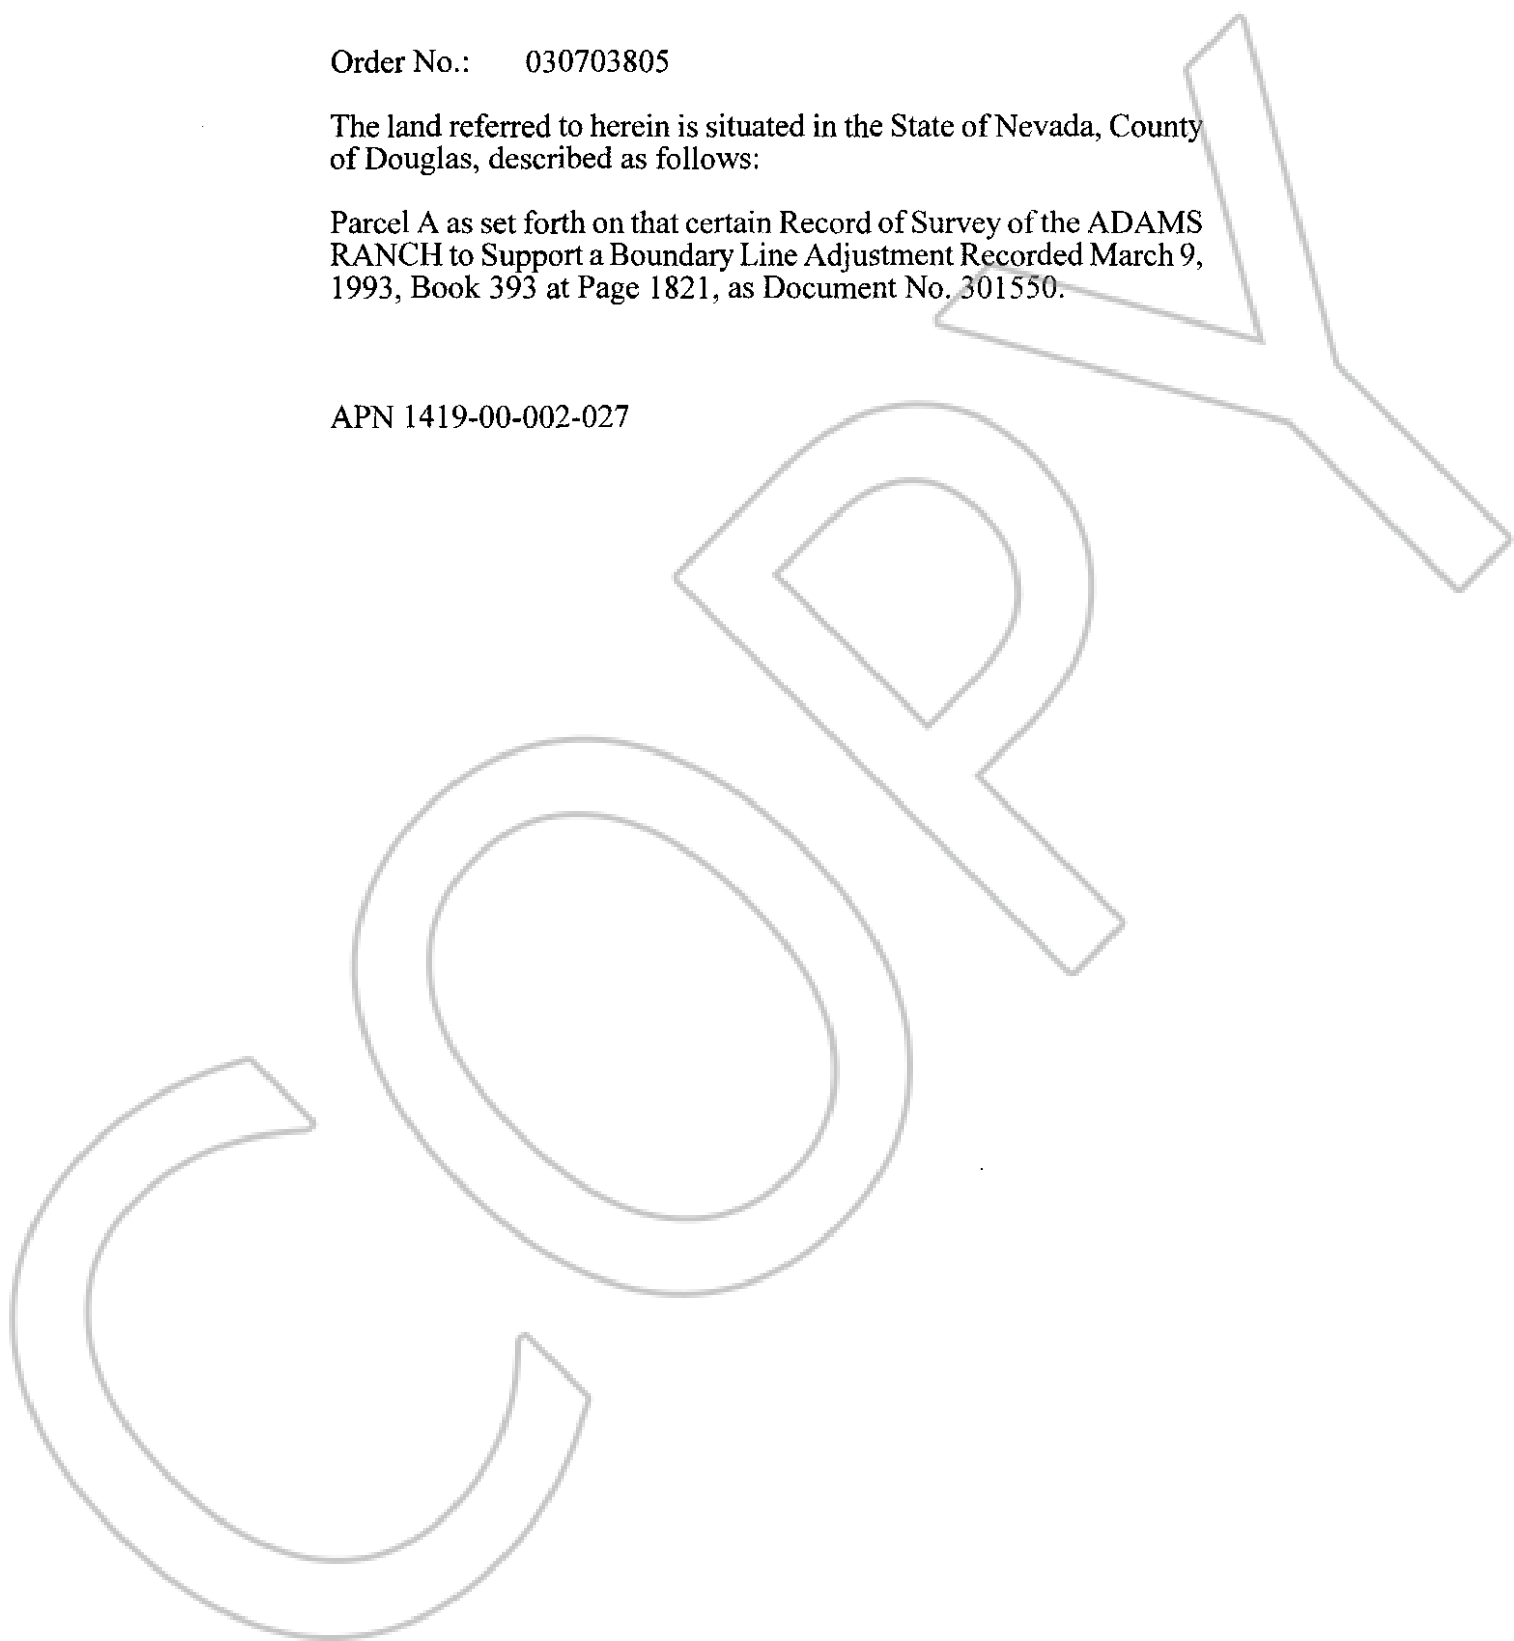 Order No.: 030703805
The land referred to herein is situated in the State of Nevada, County
of Douglas, described as follows:
Parcel A as set forth on that certain Record of Survey of the ADAMS
RANCH to Support a Boundary Line Adjustment Recorded March 9,
1993, Book 393 at Page 1821, as Document No. 301550.
APN 1419-00-002-027
COPY